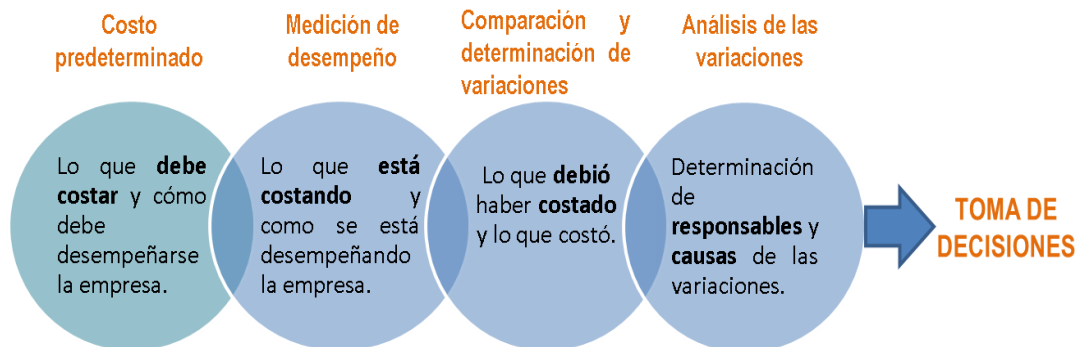 Costo
predeterminado
Medición de
desempeño
Comparación y
determinación de
variaciones
Análisis de las
variaciones
Lo que debe
costar y cómo
debe
desempeñarse
la empresa.
Lo que está
costando y
como se está
desempeñando
la empresa.
Lo que debió
haber costado
y lo que costó.
Determinación
de
responsables y
causas de las
variaciones.
TOMA DE
DECISIONES